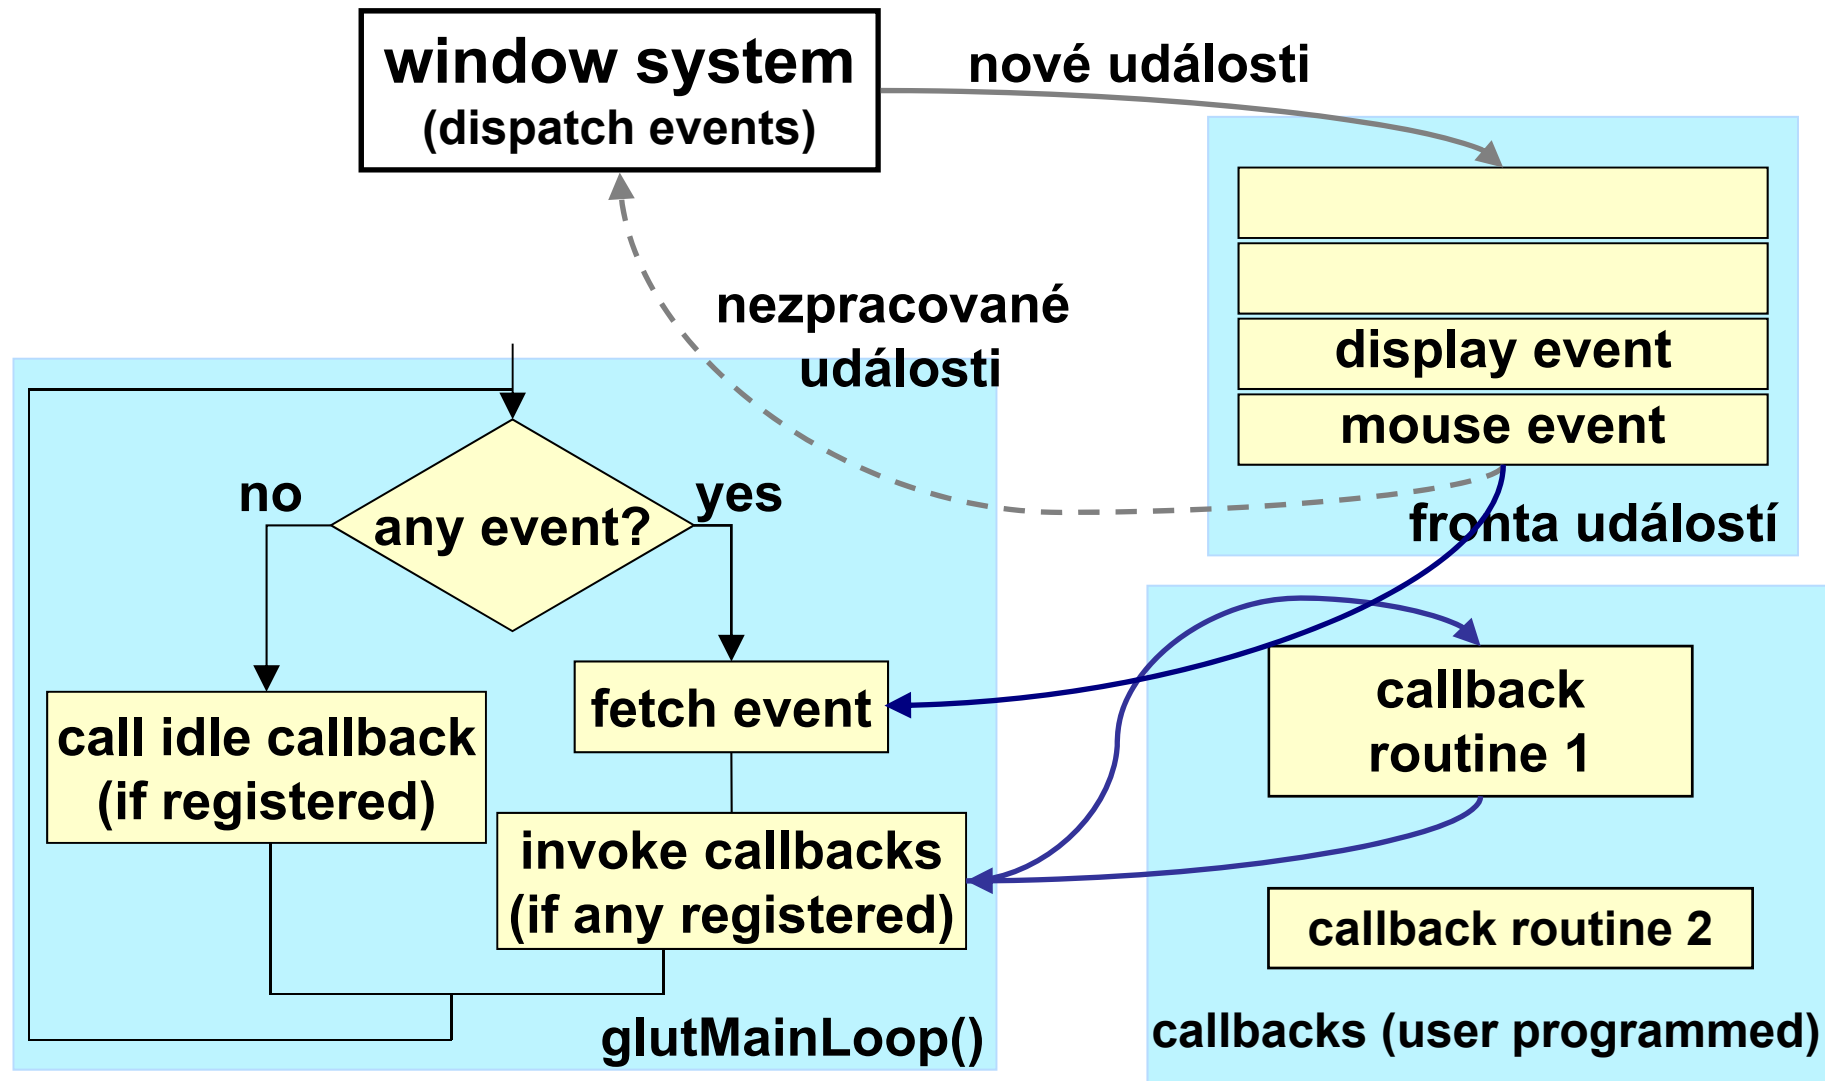 window system
(dispatch events)
nové události
nezpracované
události
display event
mouse event
fronta událostí
no
yes
any event?
fetch event
call idle callback
(if registered)
invoke callbacks
(if any registered)
glutMainLoop()
callback
routine 1
callback routine 2
callbacks (user programmed)